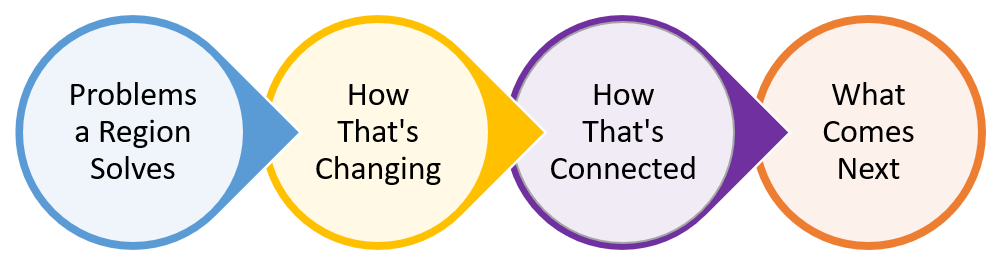 Problems
a Region
Solves
How
That's
Changing
How
That's
Connected
What
Comes
Next